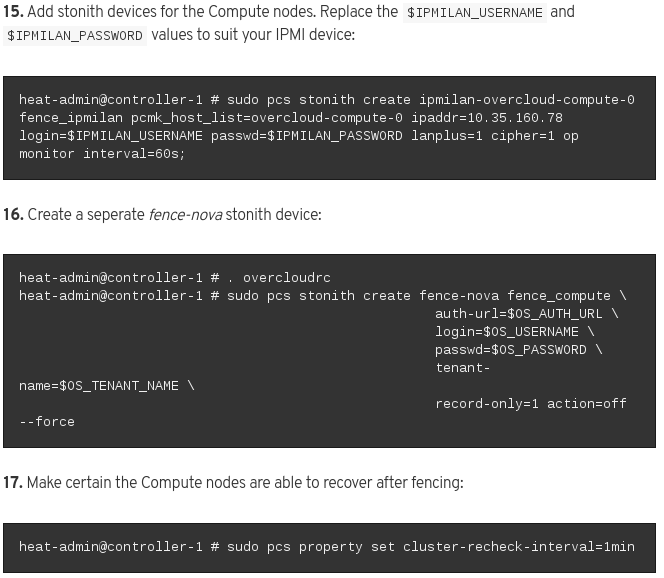 15. Add stonith devices for the Compute nodes. Replace the $IPMILAN_USERNAME and
$IPMILAN_PASSWORD values to suit your IPMI device:
heat-admin@controller-1 # sudo pcs stonith create ipmilan-overcloud-compute-0
fence_ipmilan pcmk_host_list=overcloud-compute-0 ipaddr=10.35.160.78
login=$IPMILAN_USERNAME passwd=$IPMILAN_PASSWORD lanplus=1 cipher=1 op
monitor interval=60s;
16. Create a seperate fence-nova stonith device:
heat-admin@controller-1 # . overcloudrc
heat-admin@controller-1 # sudo pcs stonith create fence-nova fence_compute \
auth-url=$OS_AUTH_URL \
login=$OS_USERNAME \
passwd=$OS_PASSWORD \
tenant-
name=$OS_TENANT_NAME \
record-only=1 action=off
--force
17. Make certain the Compute nodes are able to recover after fencing:
heat-admin@controller-1 # sudo pcs property set cluster-recheck-interval=1min